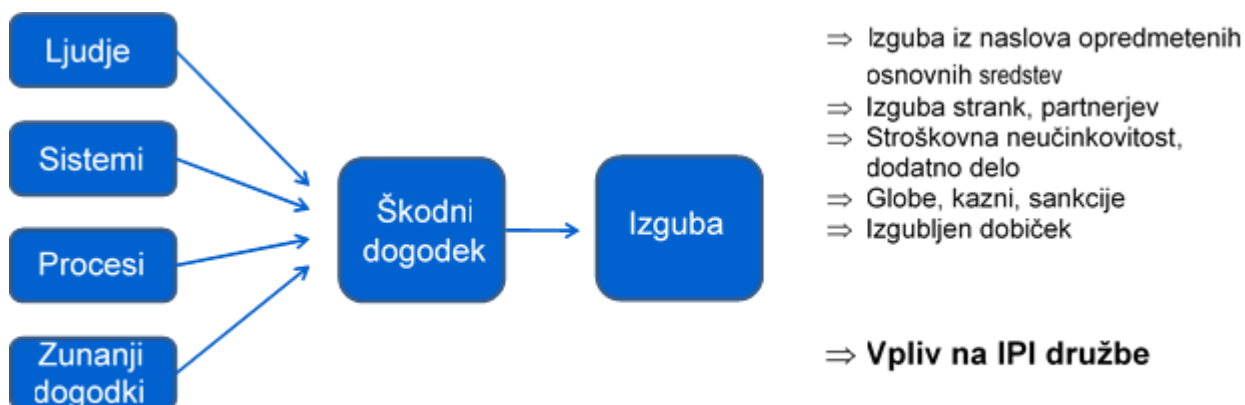 Ljudje
Sistemi
Procesi
Zunanji
dogodki
Škodni
dogodek
Izguba
⇒ Izguba iz naslova opredmetenih
osnovnih sredstev
⇒ Izguba strank, partnerjev
⇒ Stroškovna neučinkovitost,
dodatno delo
⇒ Globe, kazni, sankcije
⇒ Izgubljen dobiček
⇒ Vpliv na IPI družbe